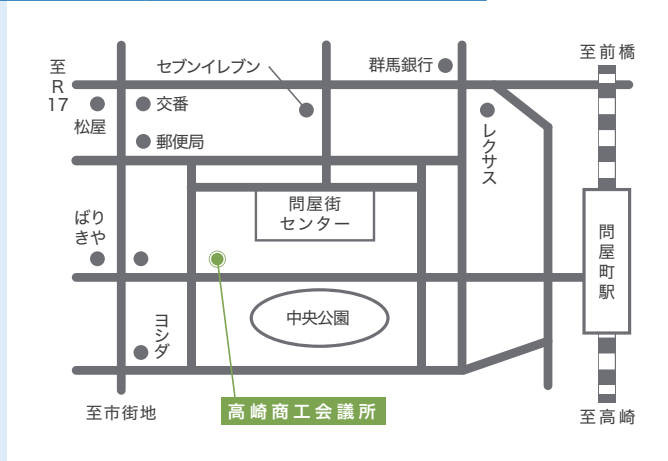 至前橋
至
R
17
セブンイレブン
群馬銀行
交番
松屋
郵便局
レクサス
問屋街
センター
ばり
きや
問屋町駅
中央公園
ヨシダ
高崎商工会議所
至市街地
至高崎